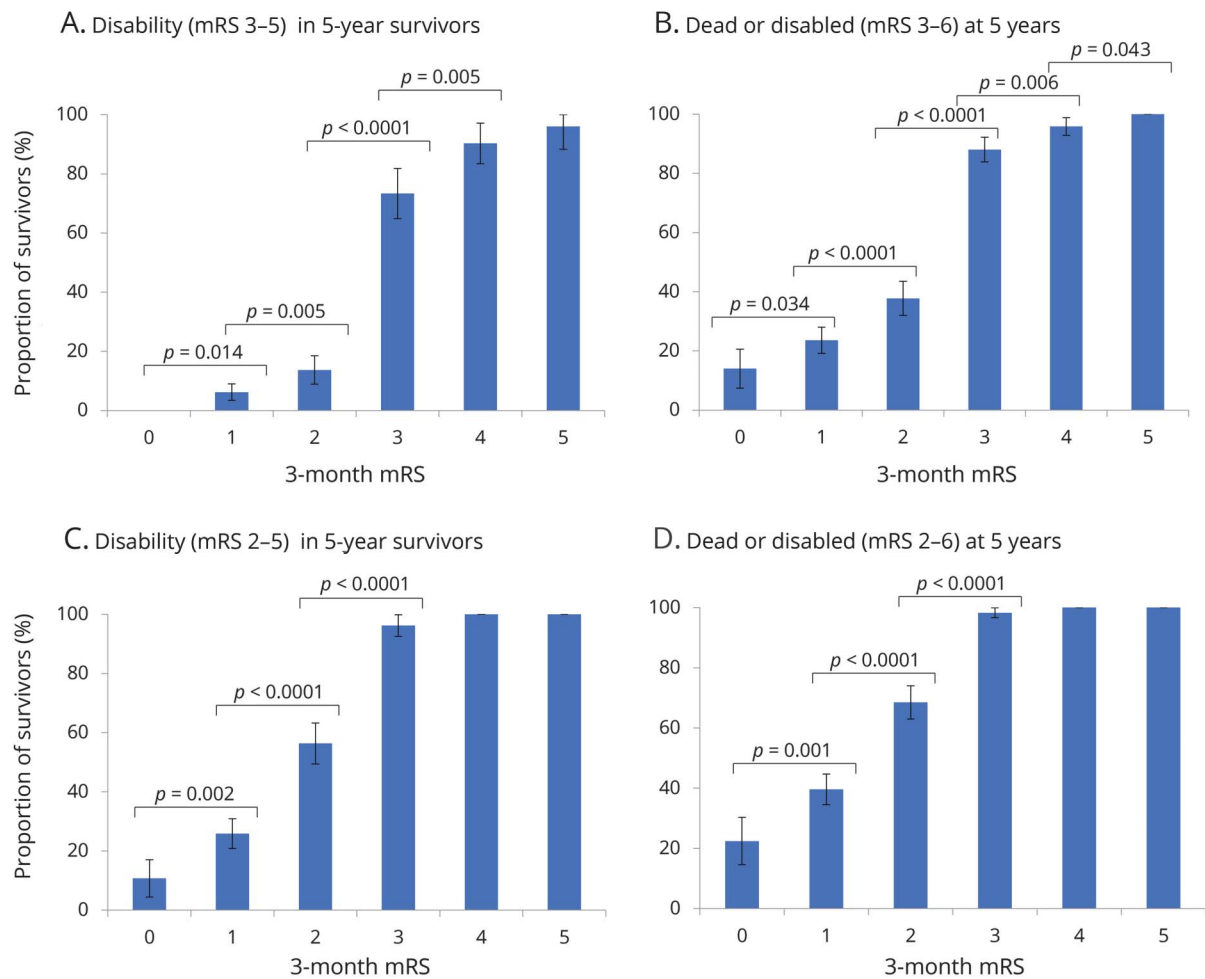 A. Disability (mRS 3–5) in 5-year survivors
p = 0.005
p < 0.0001
p = 0.005
p = 0.014
Proportion of survivors (%)
100
80
60
40
20
0
0 1 2 3 4 5
3-month mRS
B. Dead or disabled (mRS 3–6) at 5 years
p = 0.043
p = 0.006
p < 0.0001
p < 0.0001
p = 0.034
100
80
60
40
20
0
0 1 2 3 4 5
3-month mRS
C. Disability (mRS 2–5) in 5-year survivors
p < 0.0001
p < 0.0001
p = 0.002
Proportion of survivors (%)
100
80
60
40
20
0
0 1 2 3 4 5
3-month mRS
D. Dead or disabled (mRS 2–6) at 5 years
p < 0.0001
p < 0.0001
p = 0.001
100
80
60
40
20
0
0 1 2 3 4 5
3-month mRS